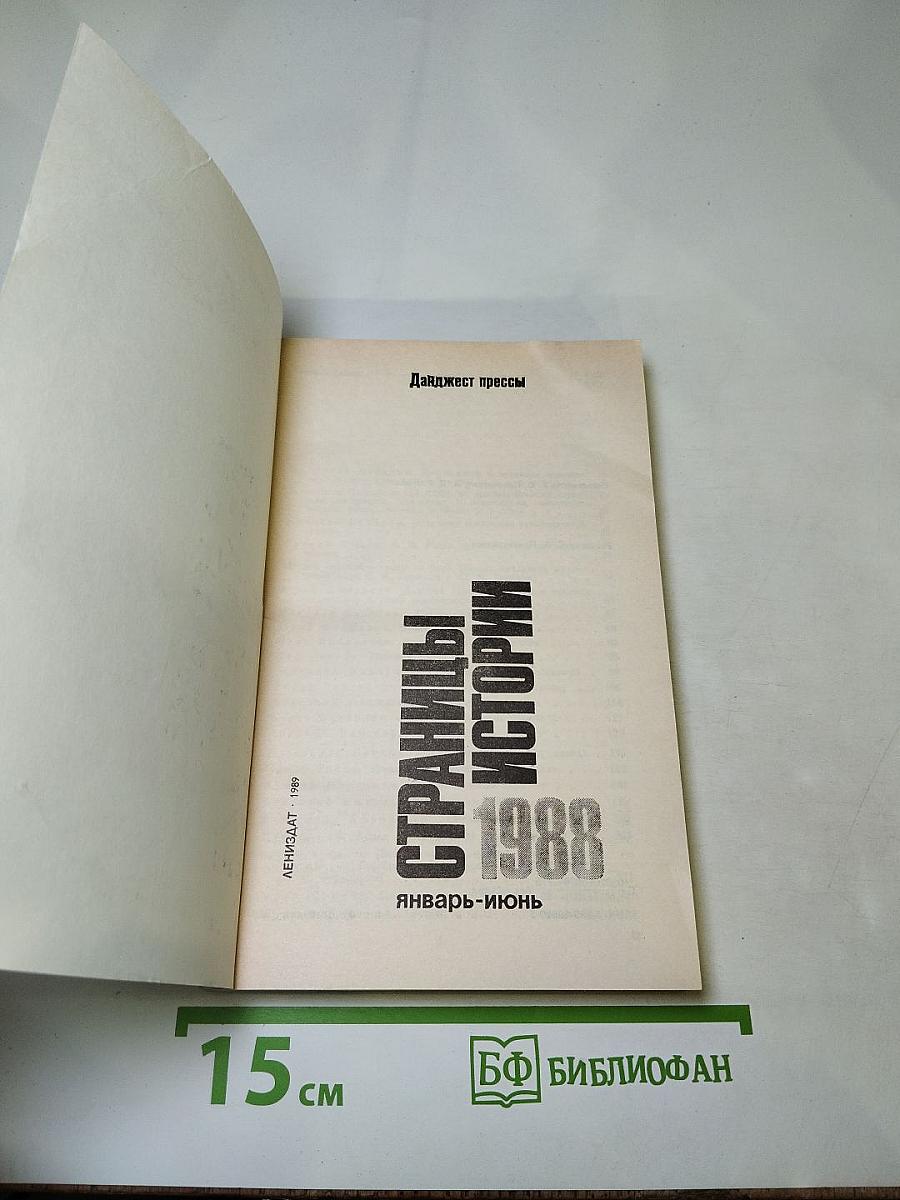 Дайджест прессы
СТРАНИЦЫ
ИСТОРИИ
1988
январь-июнь
ЛЕНИЗДАТ · 1989
15 см
БФ БИБЛИОФАН